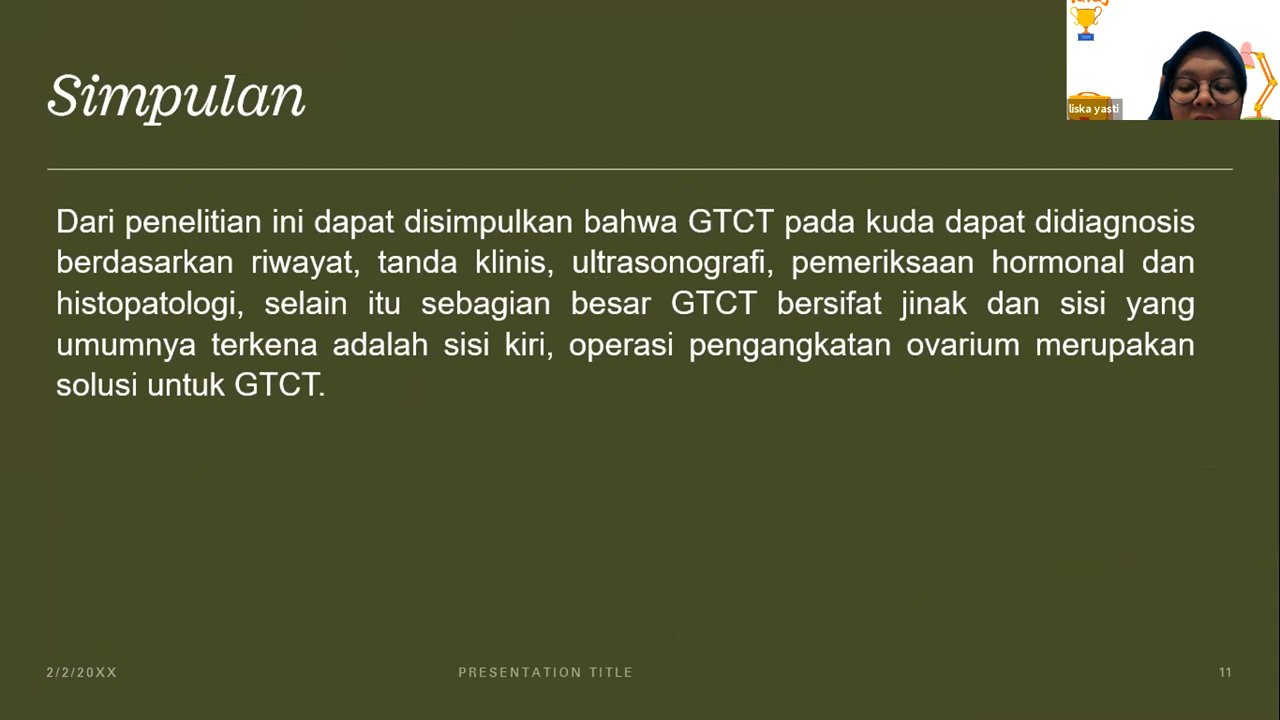 Simpulan
liska yasti
Dari penelitian ini dapat disimpulkan bahwa GTCT pada kuda dapat didiagnosis
berdasarkan riwayat, tanda klinis, ultrasonografi, pemeriksaan hormonal dan
histopatologi, selain itu sebagian besar GTCT bersifat jinak dan sisi yang
umumnya terkena adalah sisi kiri, operasi pengangkatan ovarium merupakan
solusi untuk GTCT.
2/2/20XX
PRESENTATION TITLE
11